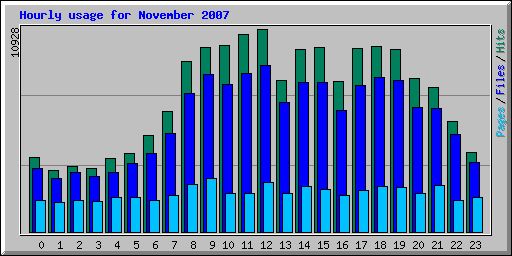 Hourly usage for November 2007
10928
Pages/Files/Hits
0 1 2 3 4 5 6 7 8 9 10 11 12 13 14 15 16 17 18 19 20 21 22 23